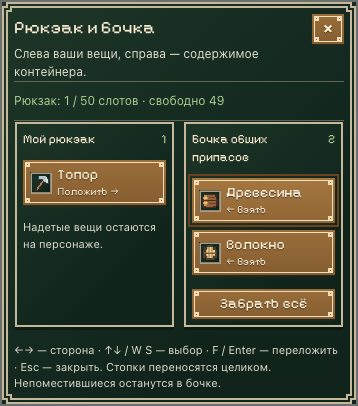 Рюкзак и бочка
×
Слева ваши вещи, справа — содержимое
контейнера.
Рюкзак: 1 / 50 слотов · свободно 49
Мой рюкзак 1
Топор
Положить →
Надетые вещи остаются
на персонаже.
Бочка общих 2
припасов
Древесина
← Взять
Волокно
← Взять
Забрать всё
←→ — сторона · ↑↓ / W S — выбор · F / Enter — переложить
· Esc — закрыть. Стопки переносятся целиком.
Непоместившиеся останутся в бочке.